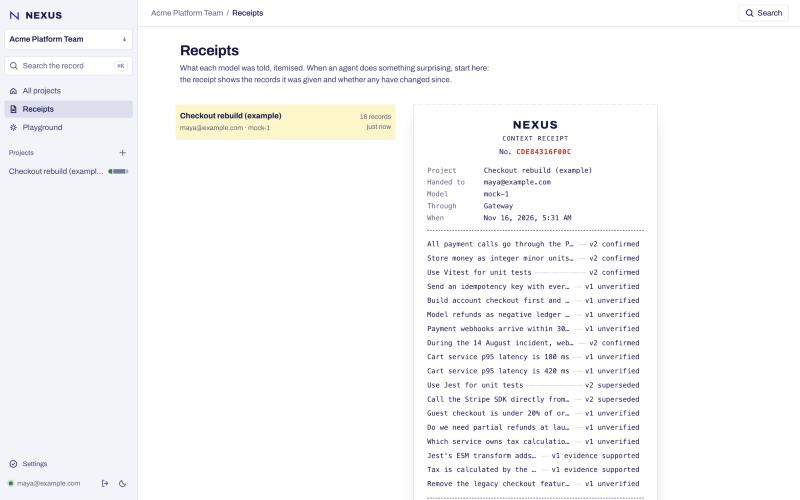 NEXUS
Acme Platform Team
Search the record
⌘K
All projects
Receipts
Playground
Projects
Checkout rebuild (exampl...
Settings
maya@example.com
Acme Platform Team / Receipts
Search
Receipts
What each model was told, itemised. When an agent does something surprising, start here:
the receipt shows the records it was given and whether any have changed since.
Checkout rebuild (example) 18 records
maya@example.com · mock-1 just now
NEXUS
CONTEXT RECEIPT
No. CDE84316F00C
Project Checkout rebuild (example)
Handed to maya@example.com
Model mock-1
Through Gateway
When Nov 16, 2026, 5:31 AM
All payment calls go through the P… v2 confirmed
Store money as integer minor units… v2 confirmed
Use Vitest for unit tests v2 confirmed
Send an idempotency key with ever… v1 unverified
Build account checkout first and … v1 unverified
Model refunds as negative ledger … v1 unverified
Payment webhooks arrive within 30… v1 unverified
During the 14 August incident, web… v2 confirmed
Cart service p95 latency is 180 ms v1 unverified
Cart service p95 latency is 420 ms v1 unverified
Use Jest for unit tests v2 superseded
Call the Stripe SDK directly from… v2 superseded
Guest checkout is under 20% of or… v1 unverified
Do we need partial refunds at lau… v1 unverified
Which service owns tax calculatio… v1 unverified
Jest's ESM transform adds… v1 evidence supported
Tax is calculated by the … v1 evidence supported
Remove the legacy checkout featur… v1 unverified